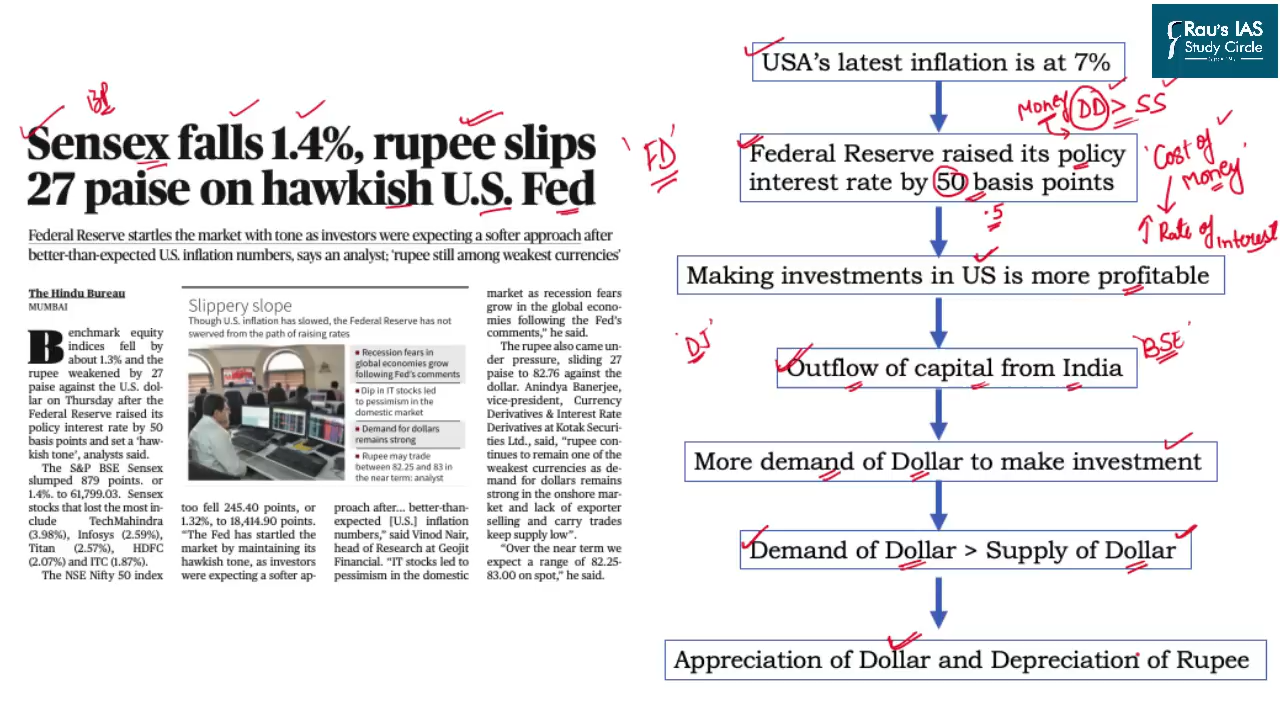 Rau's IAS
Study Circle
Sensex falls 1.4%, rupee slips
27 paise on hawkish U.S. Fed
Federal Reserve startles the market with tone as investors were expecting a softer approach after
better-than-expected U.S. inflation numbers, says an analyst; 'rupee still among weakest currencies'
The Hindu Bureau
MUMBAI
Benchmark equity
indices fell by
about 1.3% and the
rupee weakened by 27
paise against the U.S. dol-
lar on Thursday after the
Federal Reserve raised its
policy interest rate by 50
basis points and set a 'haw-
kish tone', analysts said.
The S&P BSE Sensex
slumped 879 points. or
1.4%. to 61,799.03. Sensex
stocks that lost the most in-
clude TechMahindra
(3.98%), Infosys (2.59%),
Titan (2.57%), HDFC
(2.07%) and ITC (1.87%).
The NSE Nifty 50 index
Slippery slope
Though U.S. inflation has slowed, the Federal Reserve has not
swerved from the path of raising rates
■ Recession fears in
global economies grow
following Fed's comments
■ Dip in IT stocks led
to pessimism in the
domestic market
■ Demand for dollars
remains strong
■ Rupee may trade
between 82.25 and 83 in
the near term: analyst
too fell 245.40 points, or
1.32%, to 18,414.90 points.
"The Fed has startled the
market by maintaining its
hawkish tone, as investors
were expecting a softer ap-
proach after... better-than-
expected [U.S.] inflation
numbers," said Vinod Nair,
head of Research at Geojit
Financial. "IT stocks led to
pessimism in the domestic
market as recession fears
grow in the global econo-
mies following the Fed's
comments," he said.
The rupee also came un-
der pressure, sliding 27
paise to 82.76 against the
dollar. Anindya Banerjee,
vice-president, Currency
Derivatives & Interest Rate
Derivatives at Kotak Securi-
ties Ltd., said, "rupee con-
tinues to remain one of the
weakest currencies as de-
mand for dollars remains
strong in the onshore mar-
ket and lack of exporter
selling and carry trades
keep supply low".
"Over the near term we
expect a range of 82.25-
83.00 on spot," he said.
USA's latest inflation is at 7%
Money DD > SS
'FD'
Federal Reserve raised its policy
interest rate by 50 basis points
.5
'Cost of
Money'
↑ Rate of interest
Making investments in US is more profitable
'DJ'
Outflow of capital from India
'BSE'
More demand of Dollar to make investment
Demand of Dollar > Supply of Dollar
Appreciation of Dollar and Depreciation of Rupee